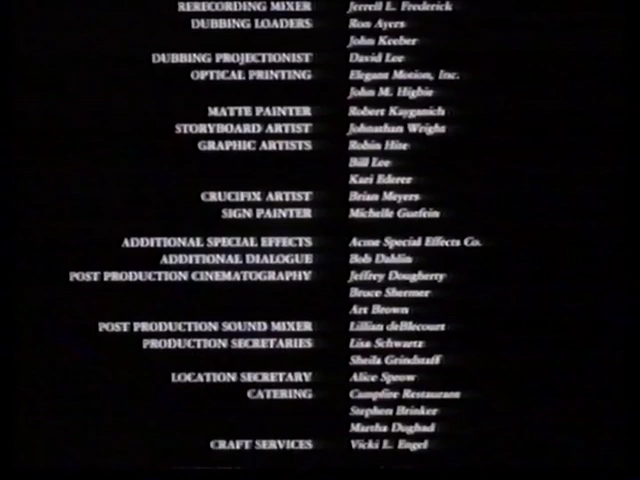 RERECORDING MIXER Jerrell L. Frederick
DUBBING LOADERS Ron Ayers
John Keeber
DUBBING PROJECTIONIST David Lee
OPTICAL PRINTING Elegant Motion, Inc.
John M. Higbie
MATTE PAINTER Robert Kayganich
STORYBOARD ARTIST Johnathan Wright
GRAPHIC ARTISTS Robin Hite
Bill Lee
Kari Ederer
CRUCIFIX ARTIST Brian Meyers
SIGN PAINTER Michelle Guefein
ADDITIONAL SPECIAL EFFECTS Acme Special Effects Co.
ADDITIONAL DIALOGUE Bob Dahlin
POST PRODUCTION CINEMATOGRAPHY Jeffrey Dougherty
Bruce Shermer
Art Brown
POST PRODUCTION SOUND MIXER Lillian deBlecourt
PRODUCTION SECRETARIES Lisa Schwartz
Sheila Grindstaff
LOCATION SECRETARY Alice
CATERING Campfire Restaurant
Stephen Brinker
Martha Dughad
CRAFT SERVICES Vicki L. Engel